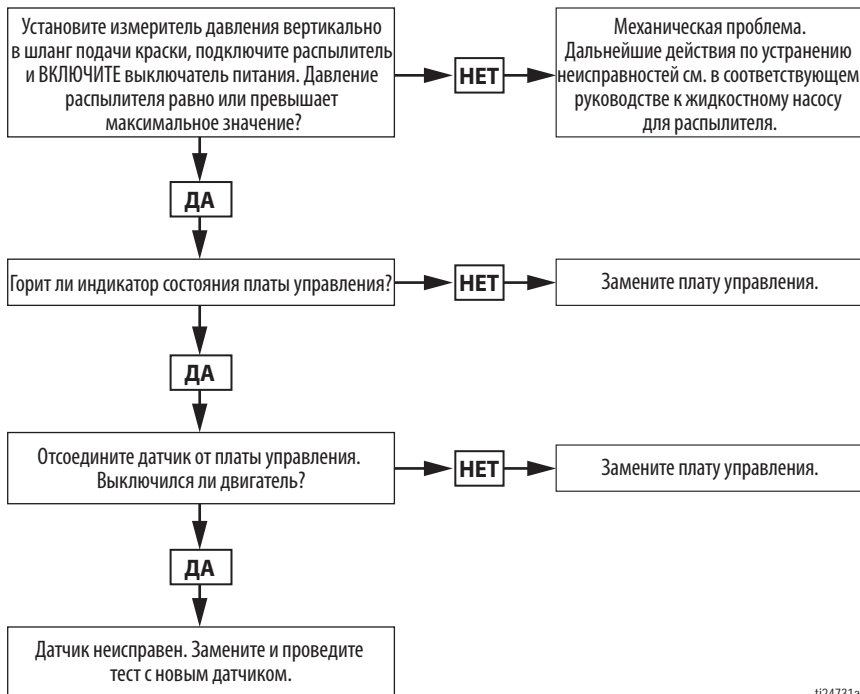 Установите измеритель давления вертикально
в шланг подачи краски, подключите распылитель
и ВКЛЮЧИТЕ выключатель питания. Давление
распылителя равно или превышает
максимальное значение?
НЕТ
Механическая проблема.
Дальнейшие действия по устранению
неисправностей см. в соответствующем
руководстве к жидкостному насосу
для распылителя.
ДА
Горит ли индикатор состояния платы управления?
НЕТ
Замените плату управления.
ДА
Отсоедините датчик от платы управления.
Выключился ли двигатель?
НЕТ
Замените плату управления.
ДА
Датчик неисправен. Замените и проведите
тест с новым датчиком.
ti24731a